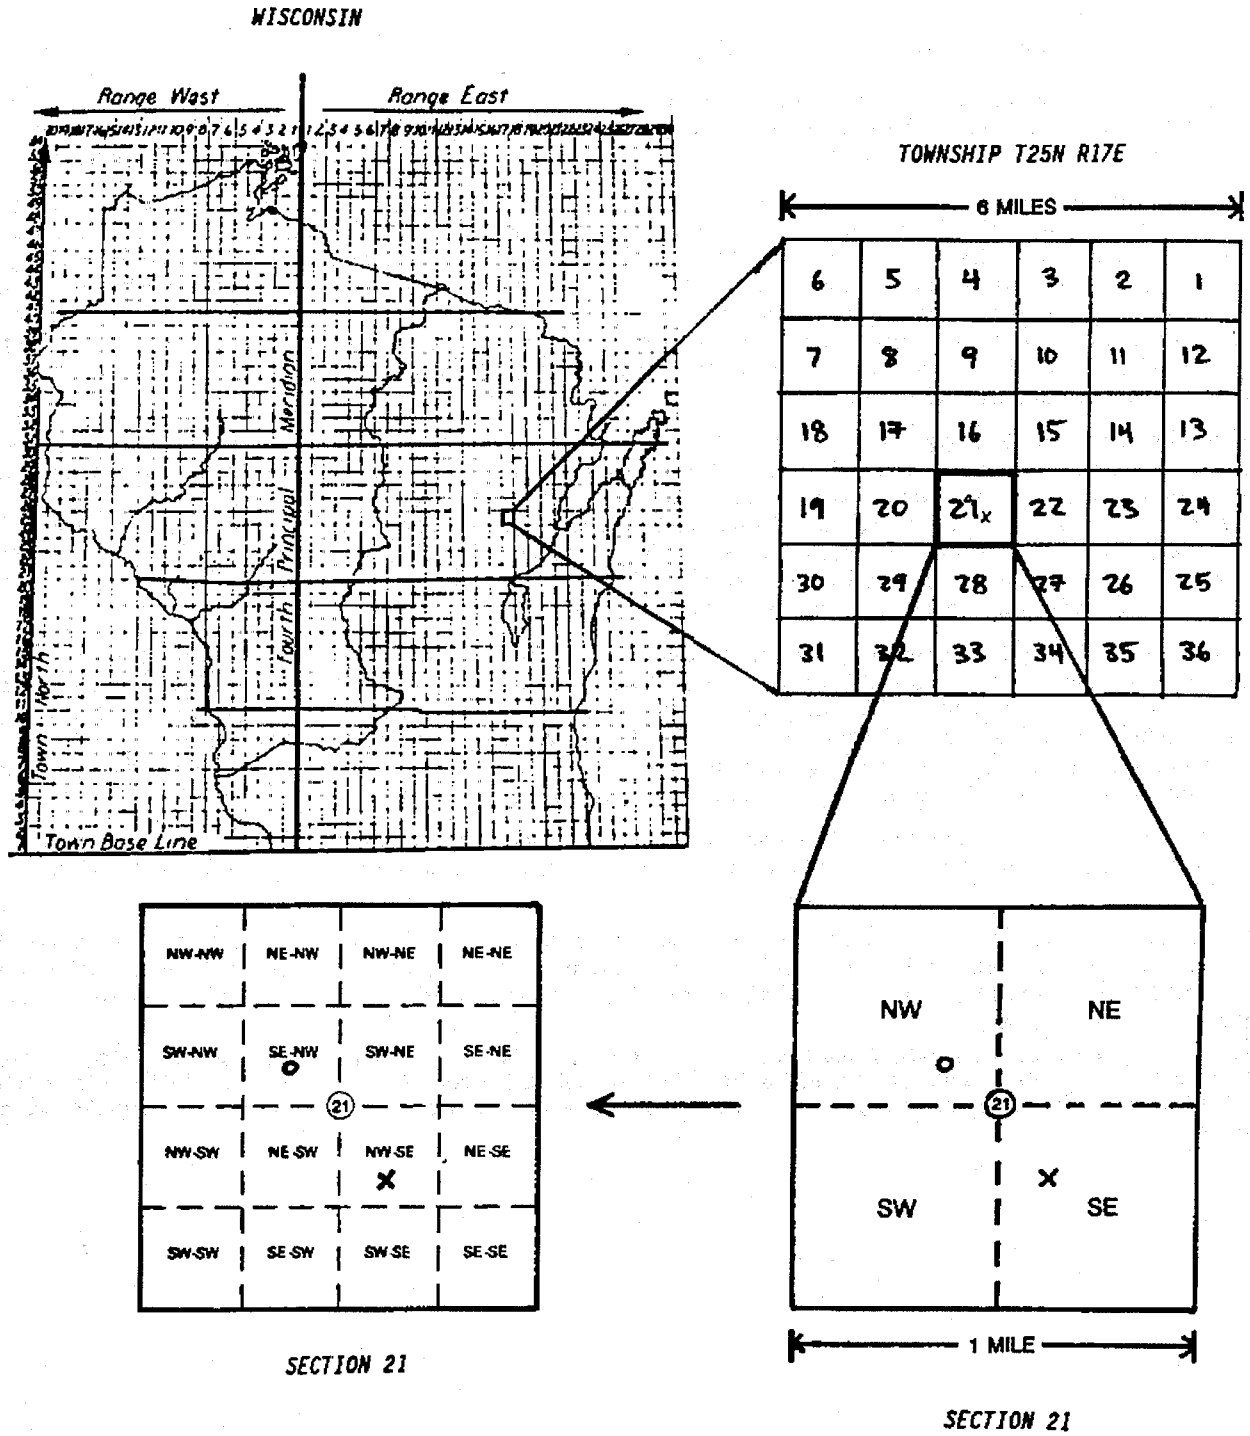 WISCONSIN
Range West
Range East
Fourth Principal Meridian
Town North
Town Base Line
TOWNSHIP T25N R17E
6 MILES
6 5 4 3 2 1
7 8 9 10 11 12
18 17 16 15 14 13
19 20 21 x 22 23 24
30 29 28 27 26 25
31 32 33 34 35 36
NW-NW NE-NW NW-NE NE-NE
SW-NW SE-NW SW-NE SE-NE
O
21
NW-SW NE-SW NW-SE NE-SE
X
SW-SW SE-SW SW-SE SE-SE
SECTION 21
NW NE
O
21
X
SW SE
1 MILE
SECTION 21